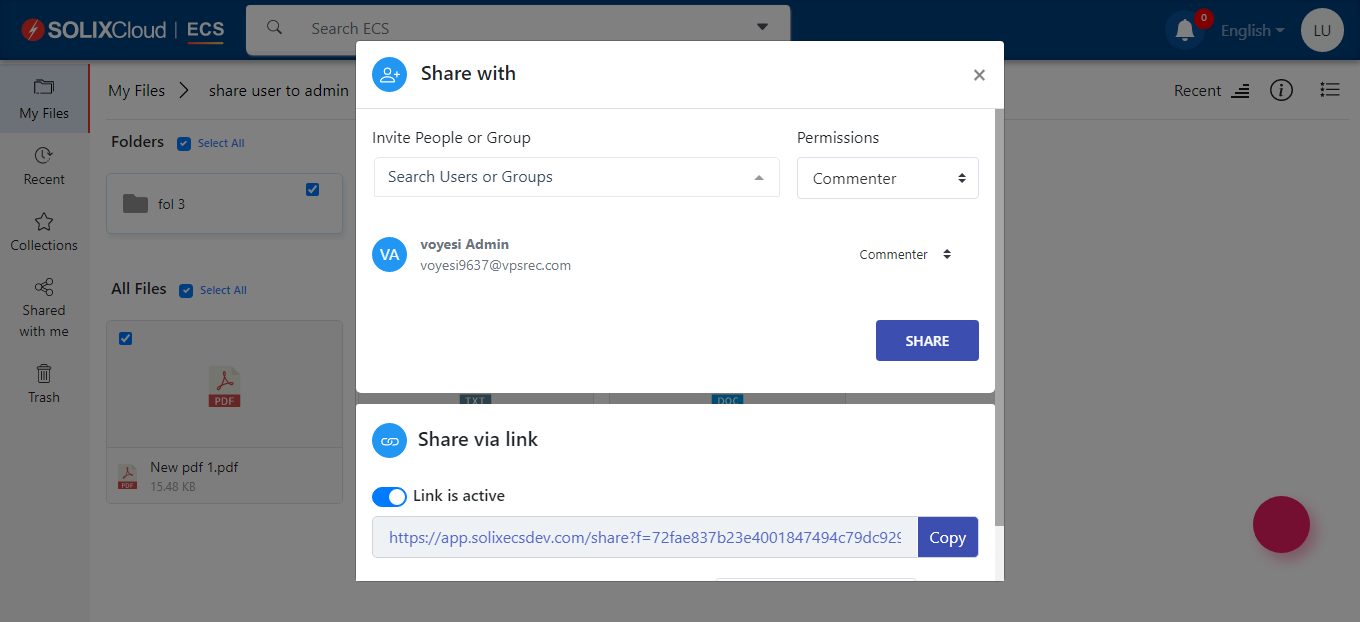 SOLIXCloud | ECS
Search ECS
0
English
LU
My Files
Recent
Collections
Shared
with me
Trash
My Files
share user to admin
Recent
Folders
Select All
fol 3
All Files
Select All
PDF
PDF
New pdf 1.pdf
15.48 KB
TXT
DOC
Share with
×
Invite People or Group
Permissions
Search Users or Groups
Commenter
VA
voyesi Admin
voyesi9637@vpsrec.com
Commenter
SHARE
Share via link
Link is active
https://app.solixecsdev.com/share?f=72fae837b23e4001847494c79dc929
Copy